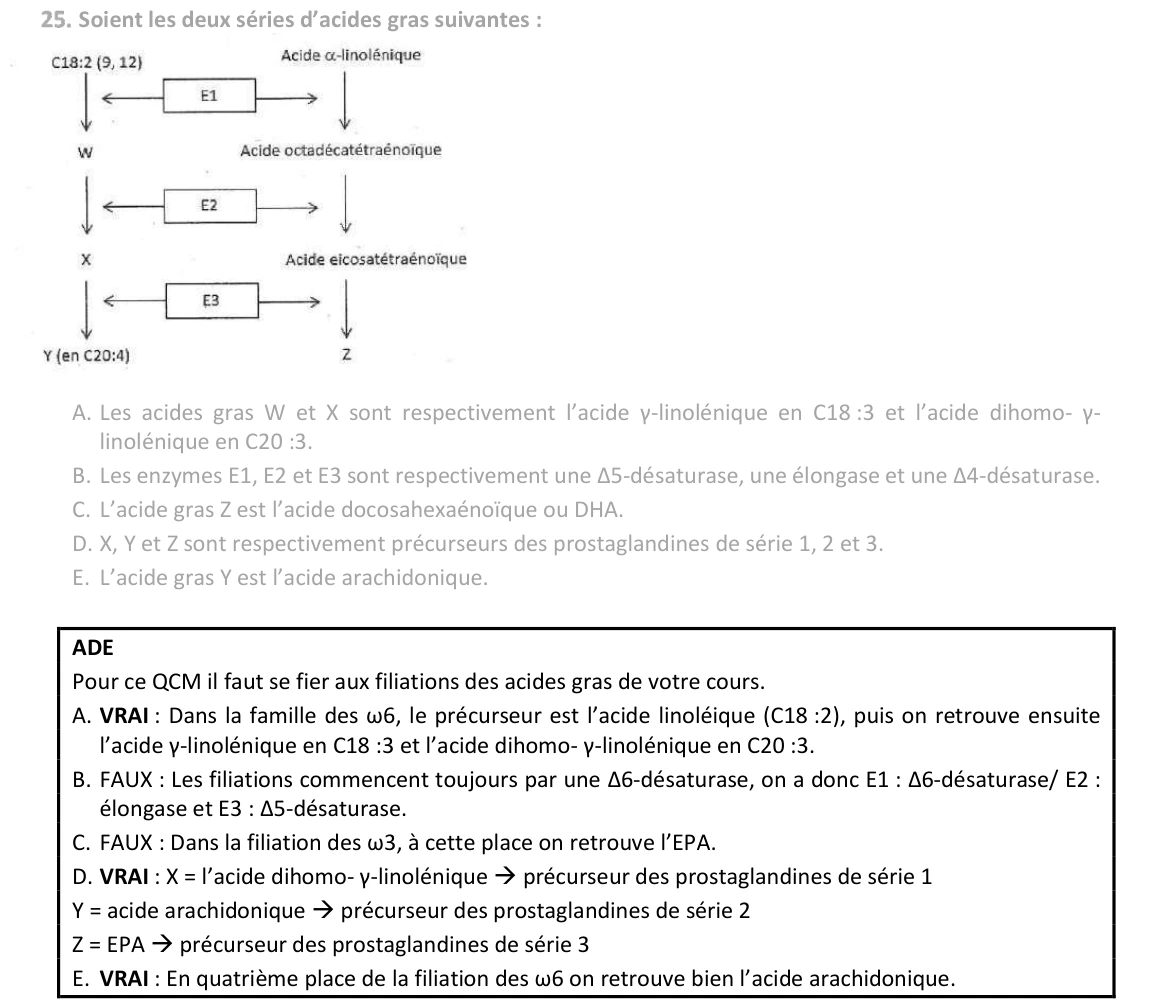 25. Soient les deux séries d’acides gras suivantes :
C18:2 (9, 12)
Acide α-linolénique
E1
W
Acide octadécatétraénoïque
E2
X
Acide eicosatétraénoïque
E3
Y (en C20:4)
Z
A. Les acides gras W et X sont respectivement l’acide γ-linolénique en C18 :3 et l’acide dihomo- γ-
linolénique en C20 :3.
B. Les enzymes E1, E2 et E3 sont respectivement une Δ5-désaturase, une élongase et une Δ4-désaturase.
C. L’acide gras Z est l’acide docosahexaénoïque ou DHA.
D. X, Y et Z sont respectivement précurseurs des prostaglandines de série 1, 2 et 3.
E. L’acide gras Y est l’acide arachidonique.
ADE
Pour ce QCM il faut se fier aux filiations des acides gras de votre cours.
A. VRAI : Dans la famille des ω6, le précurseur est l’acide linoléique (C18 :2), puis on retrouve ensuite
l’acide γ-linolénique en C18 :3 et l’acide dihomo- γ-linolénique en C20 :3.
B. FAUX : Les filiations commencent toujours par une Δ6-désaturase, on a donc E1 : Δ6-désaturase/ E2 :
élongase et E3 : Δ5-désaturase.
C. FAUX : Dans la filiation des ω3, à cette place on retrouve l’EPA.
D. VRAI : X = l’acide dihomo- γ-linolénique → précurseur des prostaglandines de série 1
Y = acide arachidonique → précurseur des prostaglandines de série 2
Z = EPA → précurseur des prostaglandines de série 3
E. VRAI : En quatrième place de la filiation des ω6 on retrouve bien l’acide arachidonique.